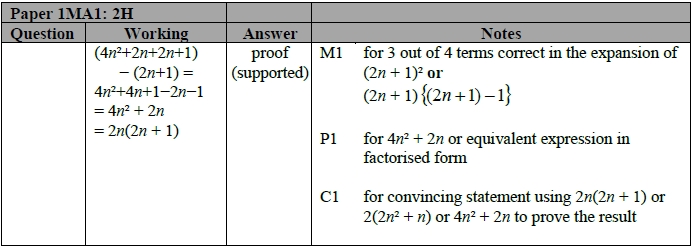 Paper 1MA1: 2H
Question Working Answer Notes
(4n²+2n+2n+1) proof M1 for 3 out of 4 terms correct in the expansion of
− (2n+1) = (supported) (2n + 1)² or
4n²+4n+1−2n−1 (2n + 1){(2n + 1) − 1}
= 4n² + 2n
= 2n(2n + 1) P1 for 4n² + 2n or equivalent expression in
factorised form
C1 for convincing statement using 2n(2n + 1) or
2(2n² + n) or 4n² + 2n to prove the result